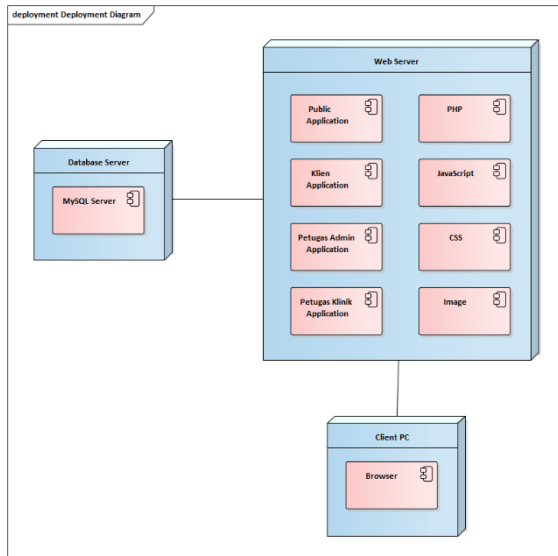 deployment Deployment Diagram
Web Server
Public
Application
PHP
Klien
Application
JavaScript
Petugas Admin
Application
CSS
Petugas Klinik
Application
Image
Database Server
MySQL Server
Client PC
Browser